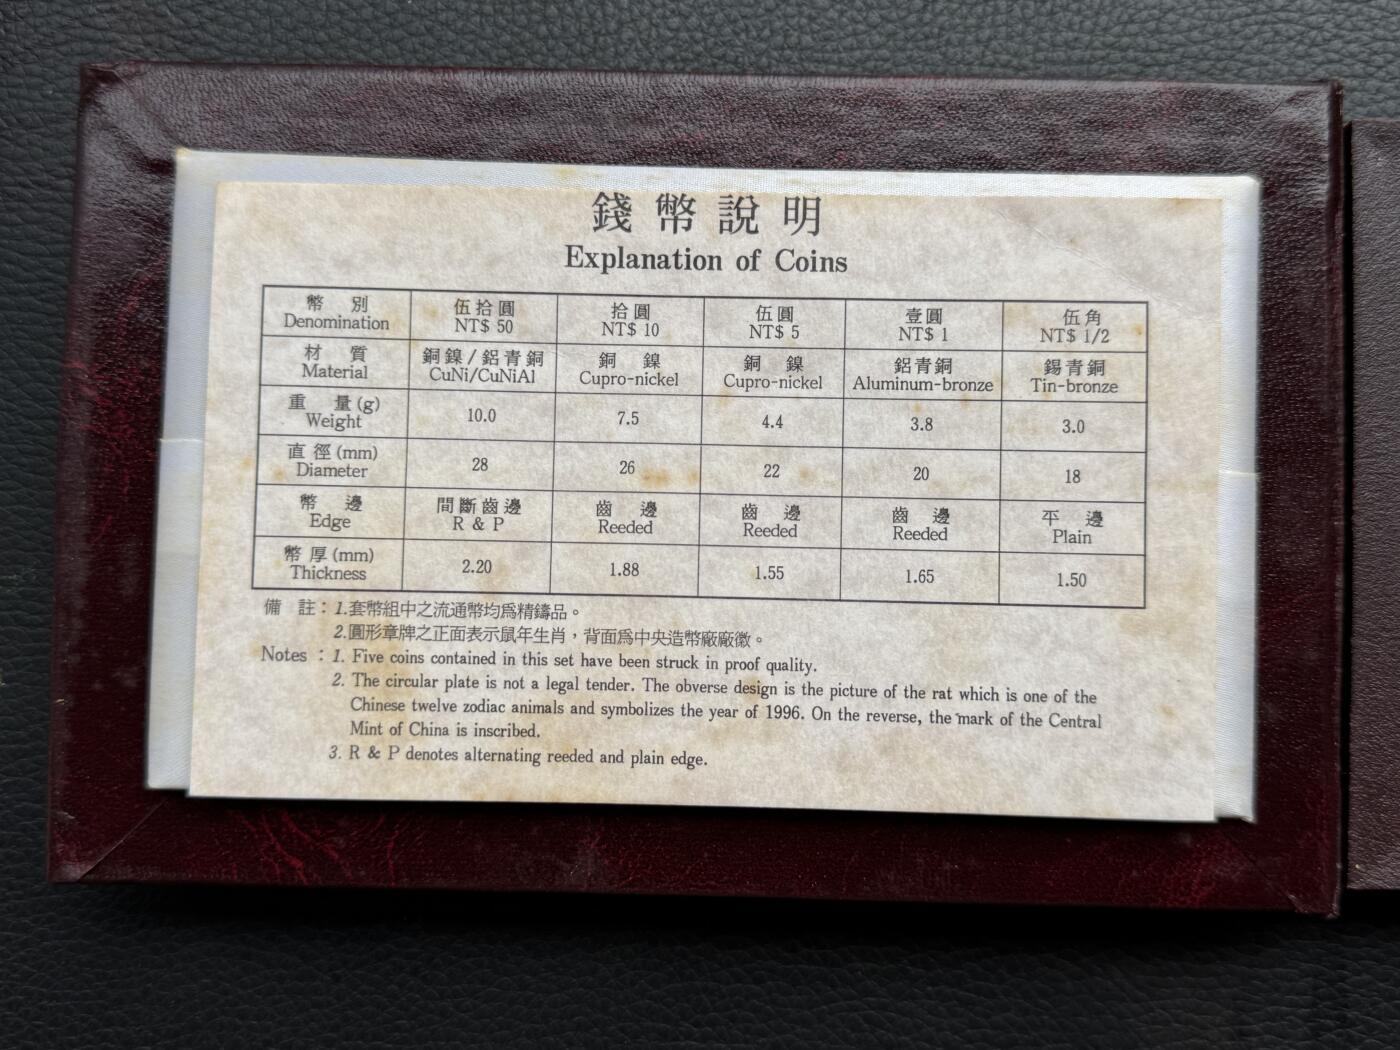 錢幣說明
Explanation of Coins
幣別 伍拾圓 拾圓 伍圓 壹圓 伍角
Denomination NT$ 50 NT$ 10 NT$ 5 NT$ 1 NT$ 1/2
材質 銅鎳/鋁青銅 銅鎳 銅鎳 鋁青銅 錫青銅
Material CuNi/CuNiAl Cupro-nickel Cupro-nickel Aluminum-bronze Tin-bronze
重量(g)
Weight 10.0 7.5 4.4 3.8 3.0
直徑(mm)
Diameter 28 26 22 20 18
幣邊 間斷齒邊 齒邊 齒邊 齒邊 平邊
Edge R & P Reeded Reeded Reeded Plain
幣厚(mm)
Thickness 2.20 1.88 1.55 1.65 1.50
備註：1.套幣組中之流通幣均爲精鑄品。
2.圓形章牌之正面表示鼠年生肖，背面爲中央造幣廠廠徽。
Notes : 1. Five coins contained in this set have been struck in proof quality.
2. The circular plate is not a legal tender. The obverse design is the picture of the rat which is one of the
Chinese twelve zodiac animals and symbolizes the year of 1996. On the reverse, the mark of the Central
Mint of China is inscribed.
3. R & P denotes alternating reeded and plain edge.